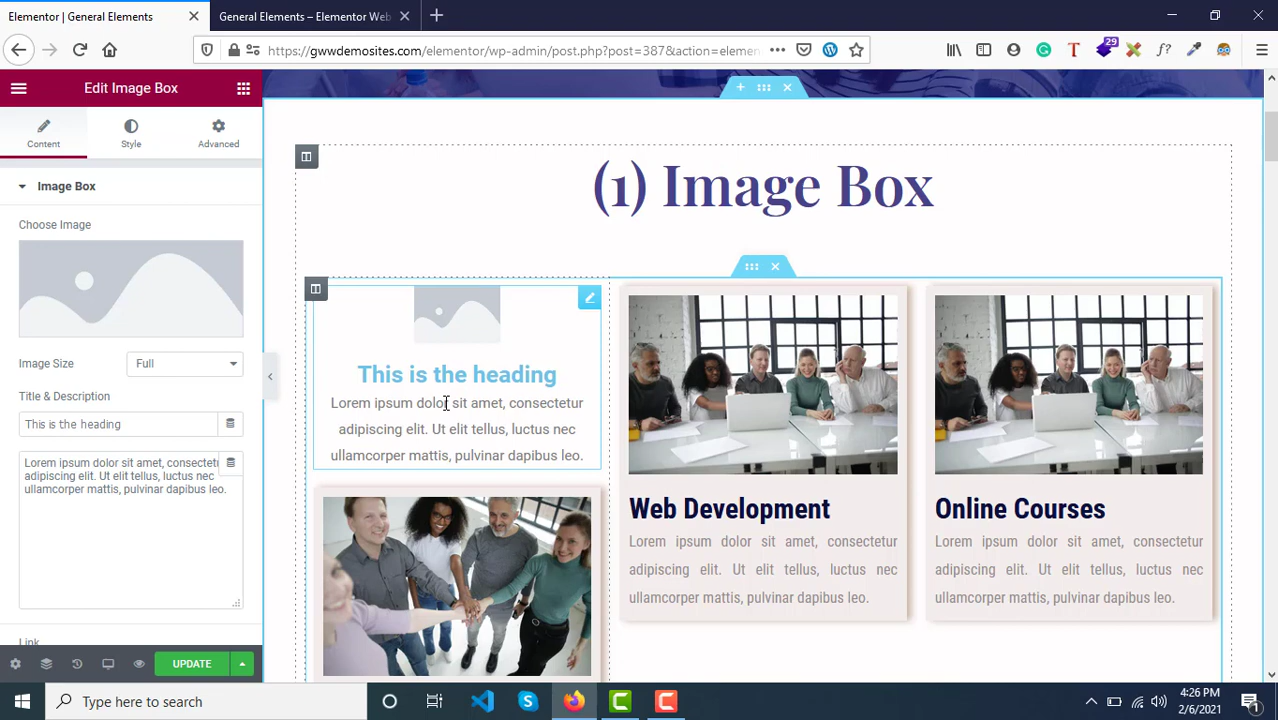 Elementor | General Elements
General Elements – Elementor Web
https://gwwdemosites.com/elementor/wp-admin/post.php?post=387&action=elemen
29
f?
T
Edit Image Box
Content
Style
Advanced
Image Box
Choose Image
Image Size
Full
Title & Description
This is the heading
Lorem ipsum dolor sit amet, consectetur
adipiscing elit. Ut elit tellus, luctus nec
ullamcorper mattis, pulvinar dapibus leo.
Link
UPDATE
(1) Image Box
This is the heading
Lorem ipsum dolor sit amet, consectetur
adipiscing elit. Ut elit tellus, luctus nec
ullamcorper mattis, pulvinar dapibus leo.
Web Development
Lorem ipsum dolor sit amet, consectetur
adipiscing elit. Ut elit tellus, luctus nec
ullamcorper mattis, pulvinar dapibus leo.
Online Courses
Lorem ipsum dolor sit amet, consectetur
adipiscing elit. Ut elit tellus, luctus nec
ullamcorper mattis, pulvinar dapibus leo.
Type here to search
4:26 PM
2/6/2021
1